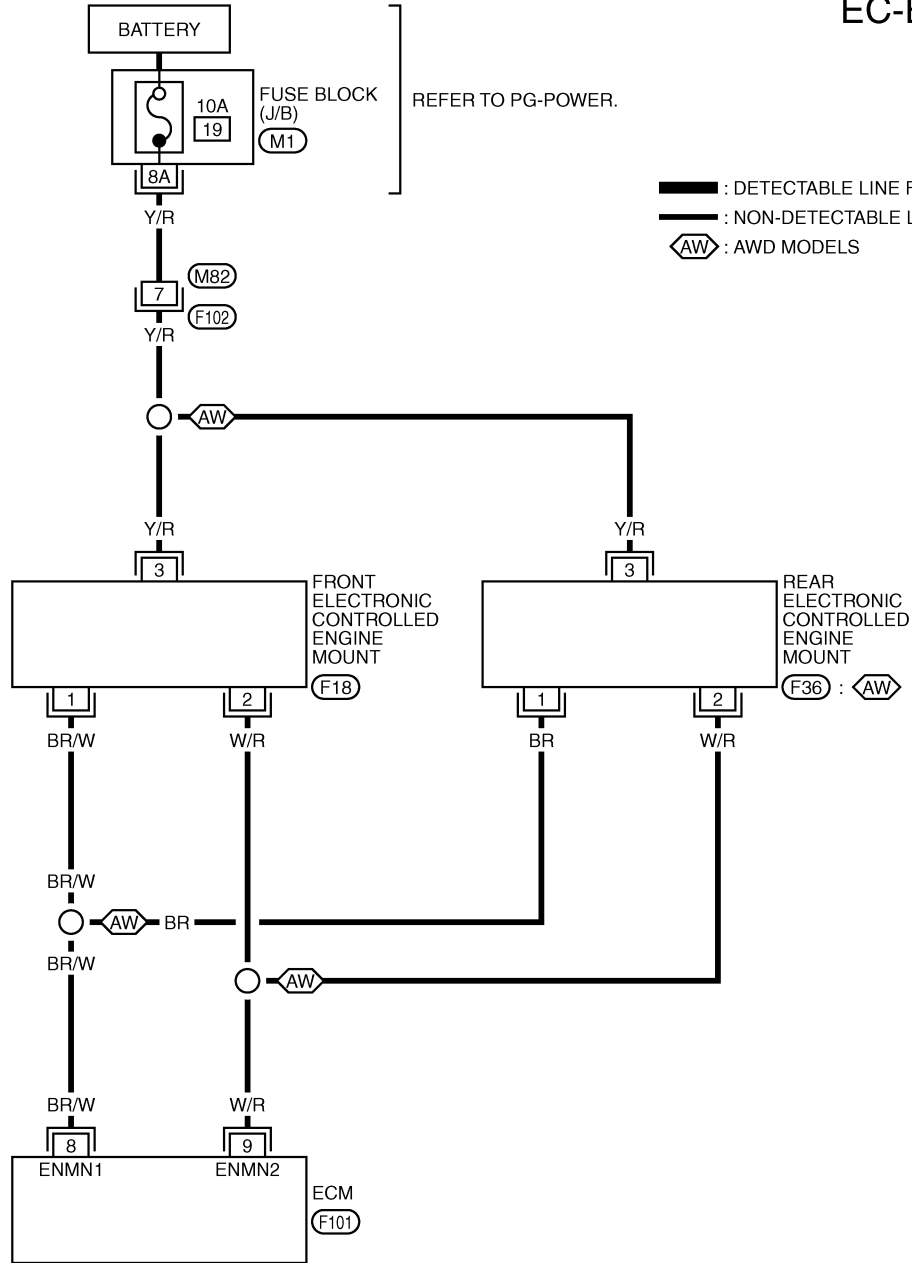 EC-
BATTERY
10A
19
FUSE BLOCK
(J/B)
M1
REFER TO PG-POWER.
8A
Y/R
: DETECTABLE LINE
: NON-DETECTABLE
AW : AWD MODELS
M82
7
F102
Y/R
AW
Y/R
Y/R
3
3
FRONT
ELECTRONIC
CONTROLLED
ENGINE
MOUNT
F18
REAR
ELECTRONIC
CONTROLLED
ENGINE
MOUNT
F36 : AW
1
2
1
2
BR/W
W/R
BR
W/R
BR/W
AW
BR
BR/W
AW
BR/W
W/R
8
9
ENMN1
ENMN2
ECM
F101